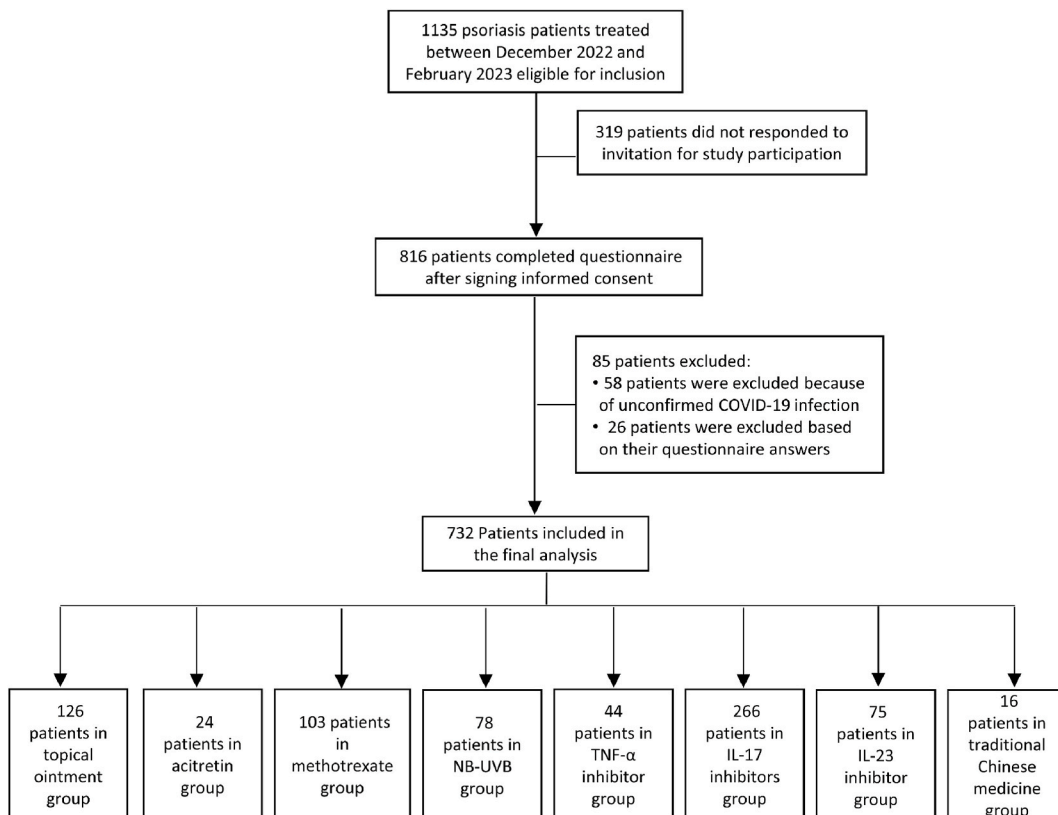 1135 psoriasis patients treated
between December 2022 and
February 2023 eligible for inclusion
319 patients did not responded to
invitation for study participation
816 patients completed questionnaire
after signing informed consent
85 patients excluded:
• 58 patients were excluded because
of unconfirmed COVID-19 infection
• 26 patients were excluded based
on their questionnaire answers
732 Patients included in
the final analysis
126
patients in
topical
ointment
group
24
patients in
acitretin
group
103 patients
in
methotrexate
group
78
patients in
NB-UVB
group
44
patients in
TNF-α
inhibitor
group
266
patients in
IL-17
inhibitors
group
75
patients in
IL-23
inhibitor
group
16
patients in
traditional
Chinese
medicine
group